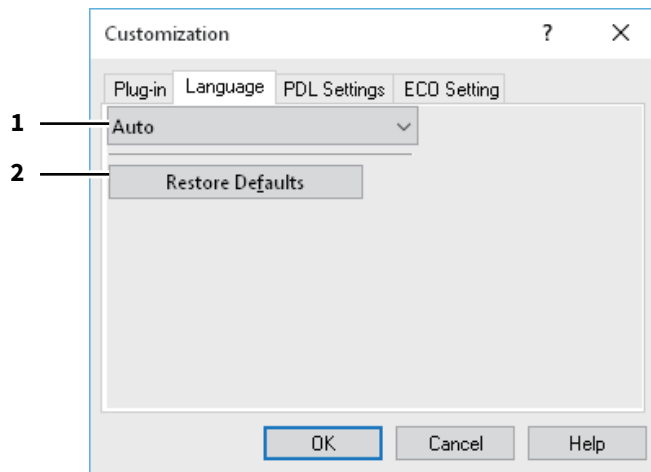 Customization ?
Plug-in Language PDL Settings ECO Setting
1 Auto
2 Restore Defaults
OK Cancel Help